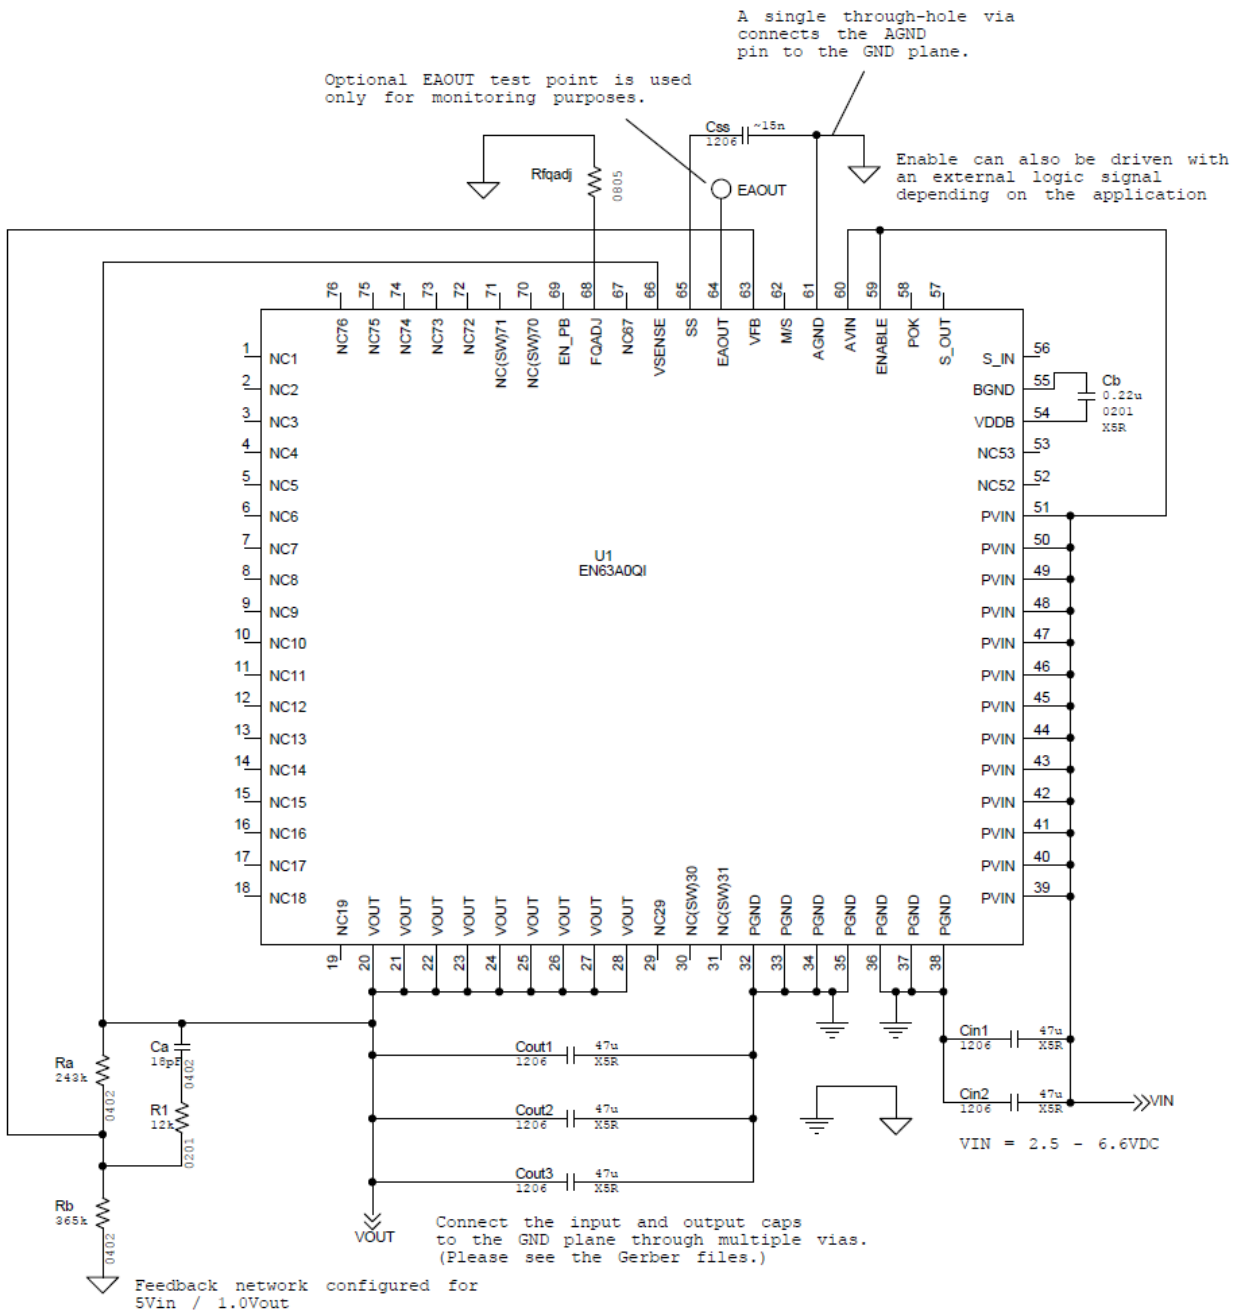 A single through-hole via
connects the AGND
pin to the GND plane.
Optional EAOUT test point is used
only for monitoring purposes.
Css
~15n
1206
Enable can also be driven with
an external logic signal
depending on the application
Rfqadj
0805
EAOUT
76
75
74
73
72
71
70
69
68
67
66
65
64
63
62
61
60
59
58
57
NC76
NC75
NC74
NC73
NC72
NC(SW)71
NC(SW)70
EN_PB
FQADJ
NC67
VSENSE
SS
EAOUT
VFB
M/S
AGND
AVIN
ENABLE
POK
S_OUT
1 NC1
2 NC2
3 NC3
4 NC4
5 NC5
6 NC6
7 NC7
8 NC8
9 NC9
10 NC10
11 NC11
12 NC12
13 NC13
14 NC14
15 NC15
16 NC16
17 NC17
18 NC18
U1
EN63A0QI
S_IN 56
BGND 55
VDDB 54
NC53 53
NC52 52
PVIN 51
PVIN 50
PVIN 49
PVIN 48
PVIN 47
PVIN 46
PVIN 45
PVIN 44
PVIN 43
PVIN 42
PVIN 41
PVIN 40
PVIN 39
Cb
0.22u
0201
X5R
NC19
VOUT
VOUT
VOUT
VOUT
VOUT
VOUT
VOUT
VOUT
VOUT
NC29
NC(SW)30
NC(SW)31
PGND
PGND
PGND
PGND
PGND
PGND
PGND
19
20
21
22
23
24
25
26
27
28
29
30
31
32
33
34
35
36
37
38
Ra
243k
0402
Ca
18pF
0402
R1
12k
0201
Rb
365k
0402
Cout1
1206
47u
X5R
Cout2
1206
47u
X5R
Cout3
1206
47u
X5R
Cin1
1206
47u
X5R
Cin2
1206
47u
X5R
VIN
VIN = 2.5 - 6.6VDC
VOUT
Connect the input and output caps
to the GND plane through multiple vias.
(Please see the Gerber files.)
Feedback network configured for
5Vin / 1.0Vout